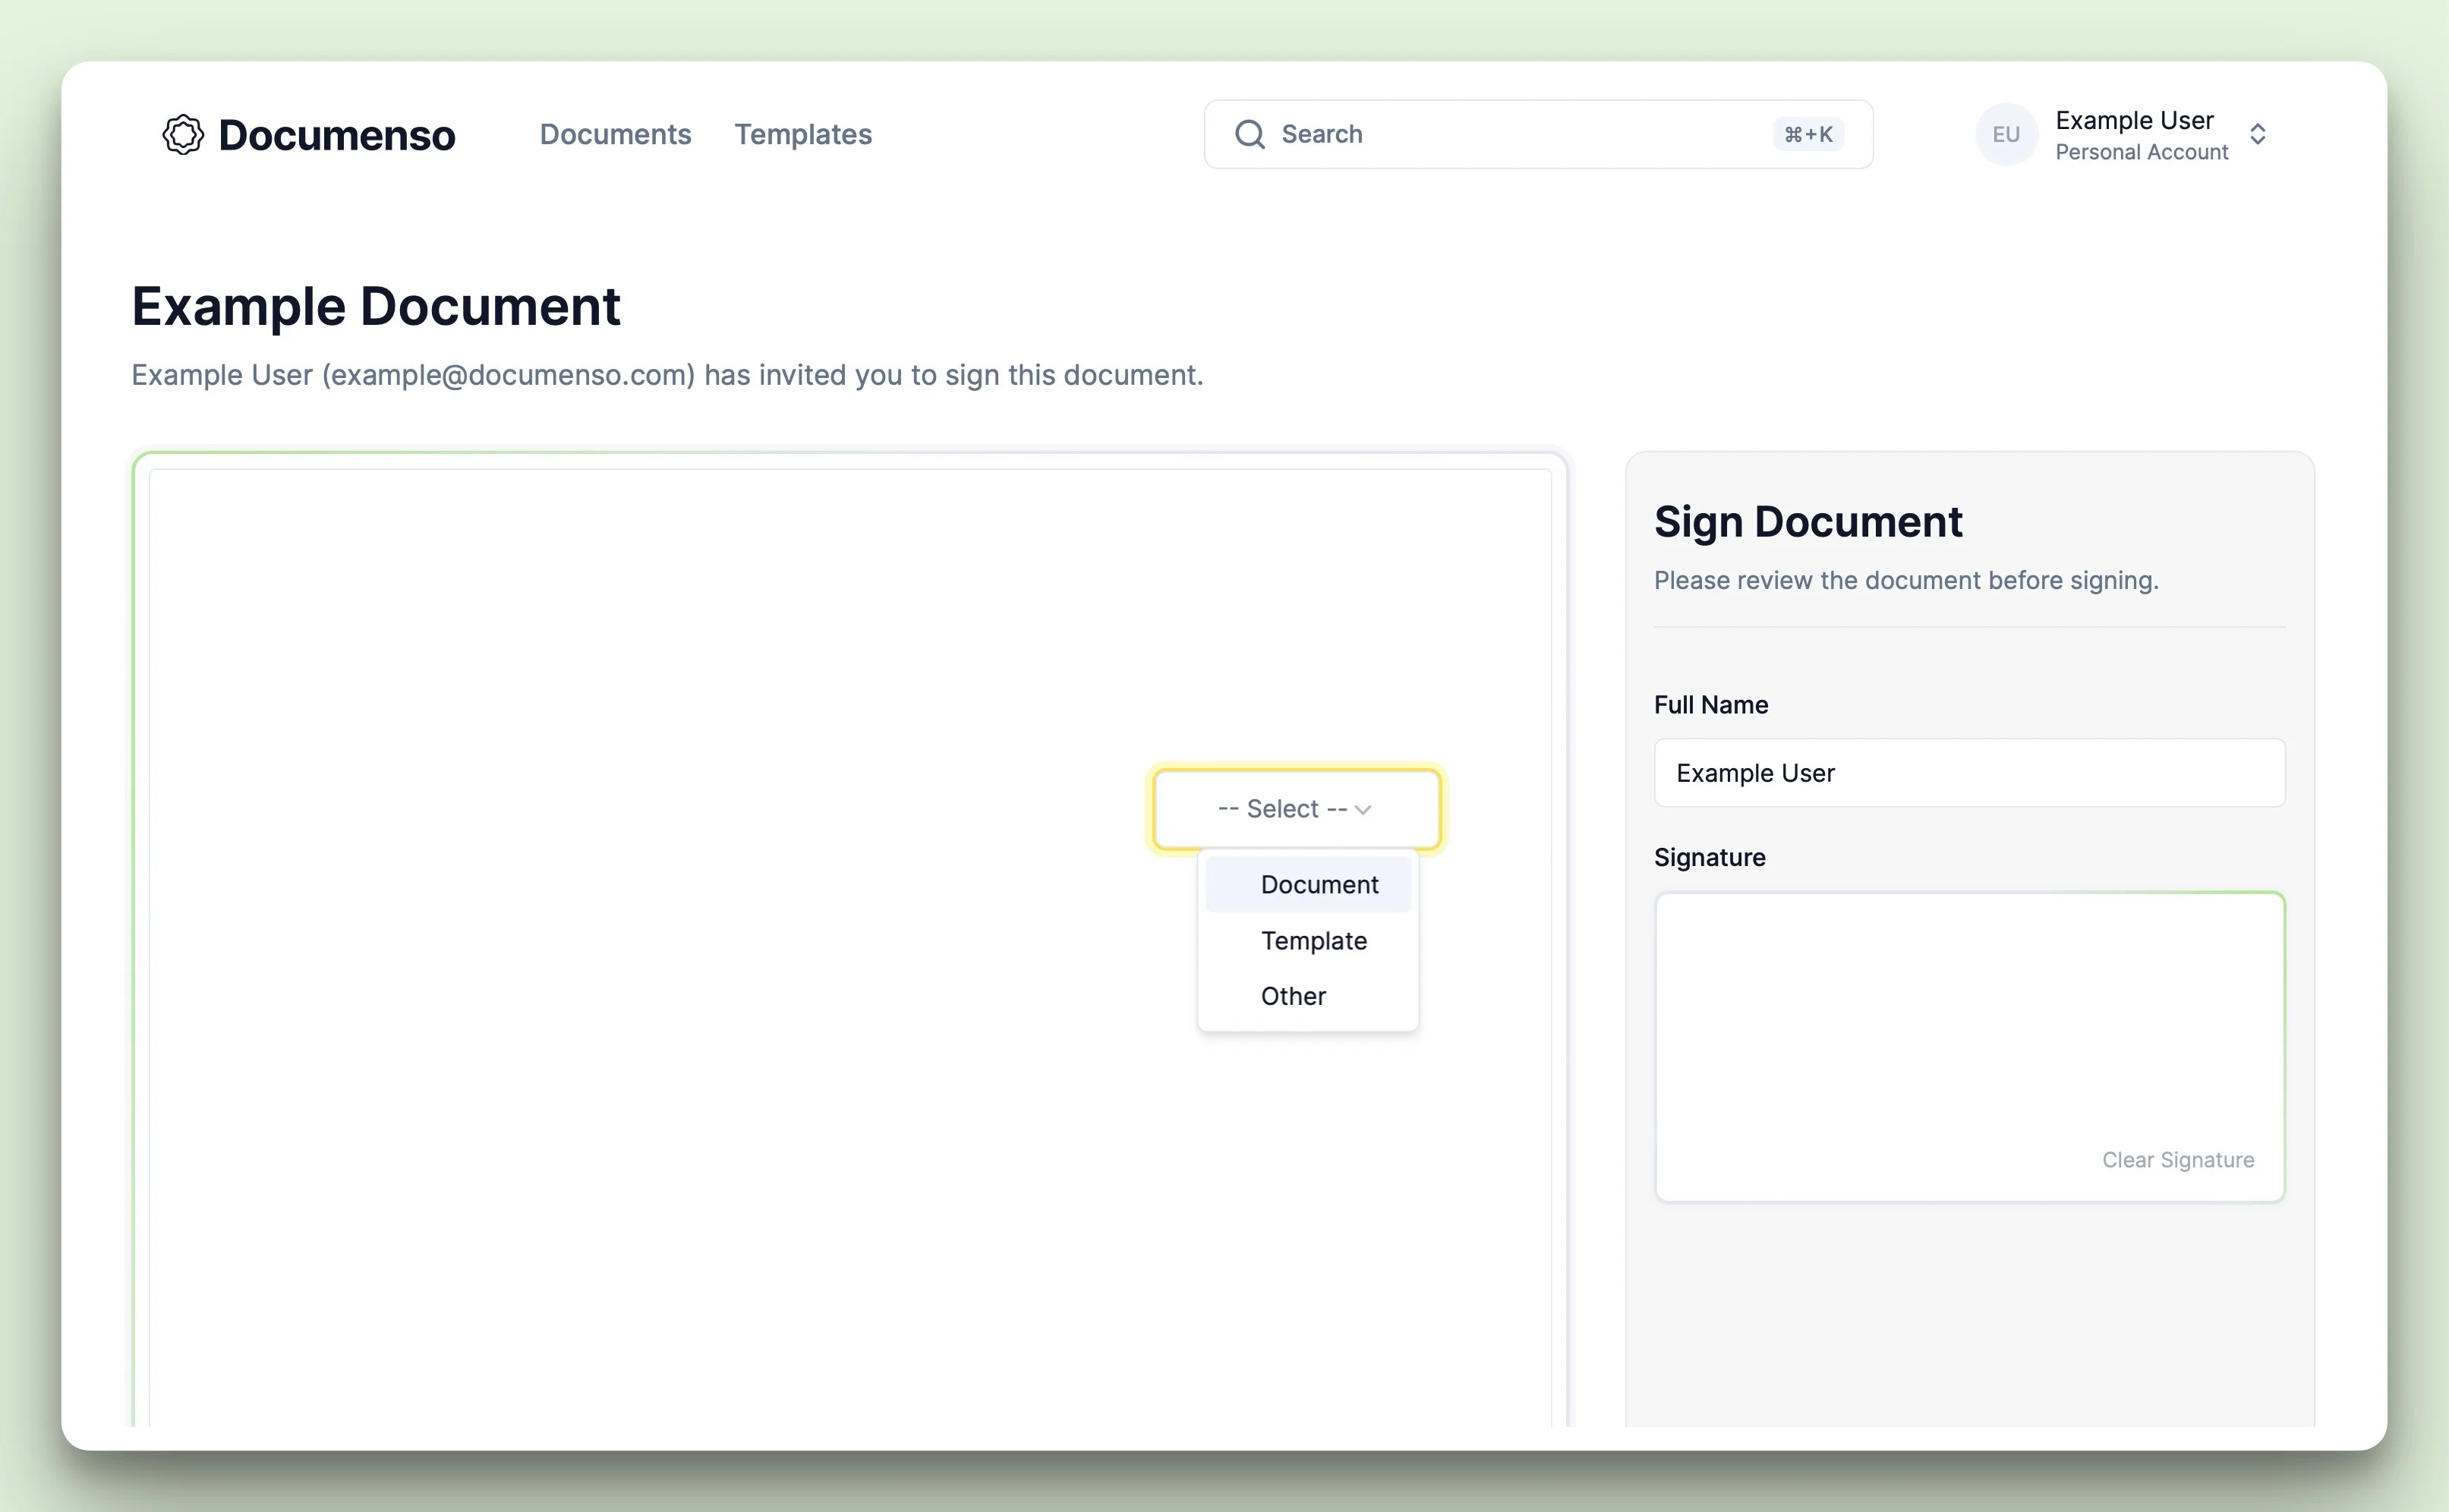 Documenso
Documents
Templates
Search
⌘+K
EU
Example User
Personal Account
Example Document
Example User (example@documenso.com) has invited you to sign this document.
-- Select --
Document
Template
Other
Sign Document
Please review the document before signing.
Full Name
Example User
Signature
Clear Signature